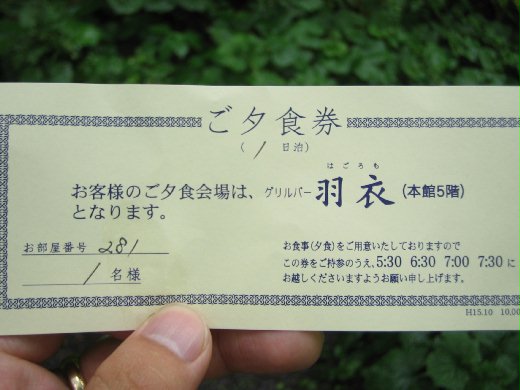 ご夕食券
( 1 日泊)
はごろも
お客様のご夕食会場は、グリルバー 羽衣 (本館5階)
となります。
お部屋番号 281
1 名様
お食事(夕食)をご用意いたしておりますので
この券をご持参のうえ、5:30 6:30 7:00 7:30 に
お越しくださいますようお願い申し上げます。
H15.10 10,00